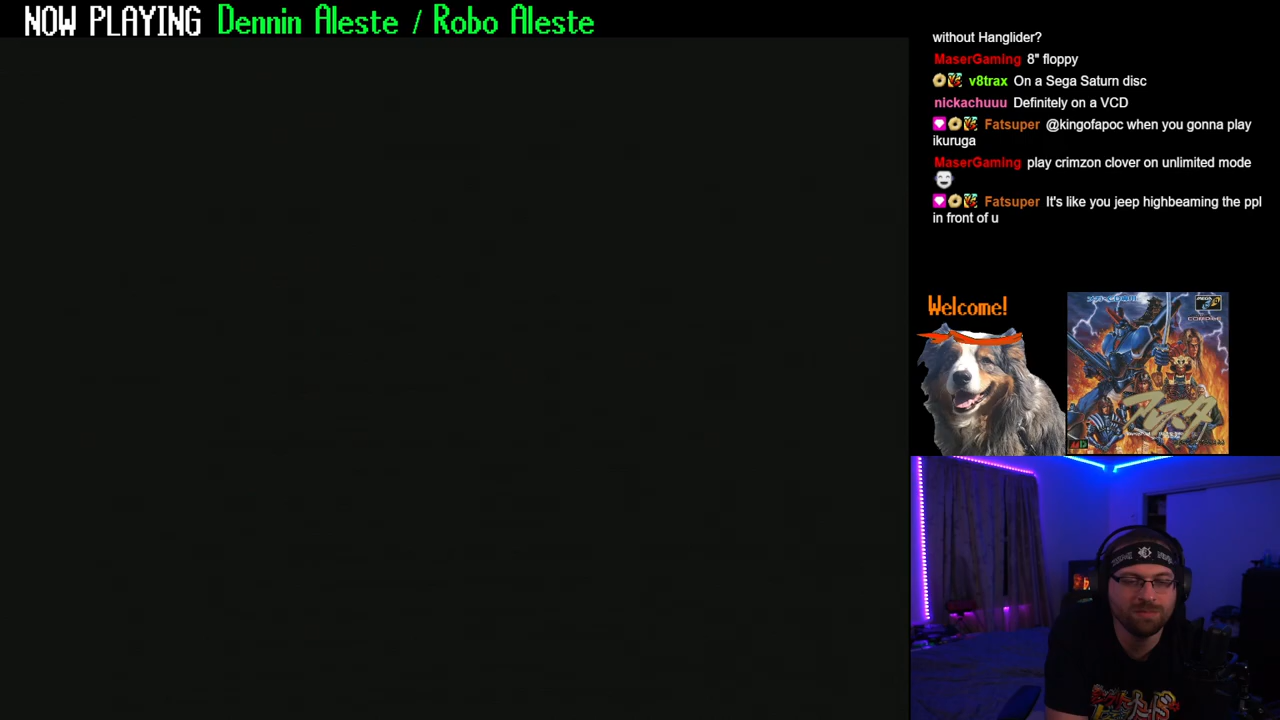 NOW PLAYING Dennin Aleste / Robo Aleste
without Hanglider?
MaserGaming 8" floppy
v8trax On a Sega Saturn disc
nickachuuu Definitely on a VCD
Fatsuper @kingofapoc when you gonna play
ikuruga
MaserGaming play crimzon clover on unlimited mode
Fatsuper It's like you jeep highbeaming the ppl
in front of u
Welcome!